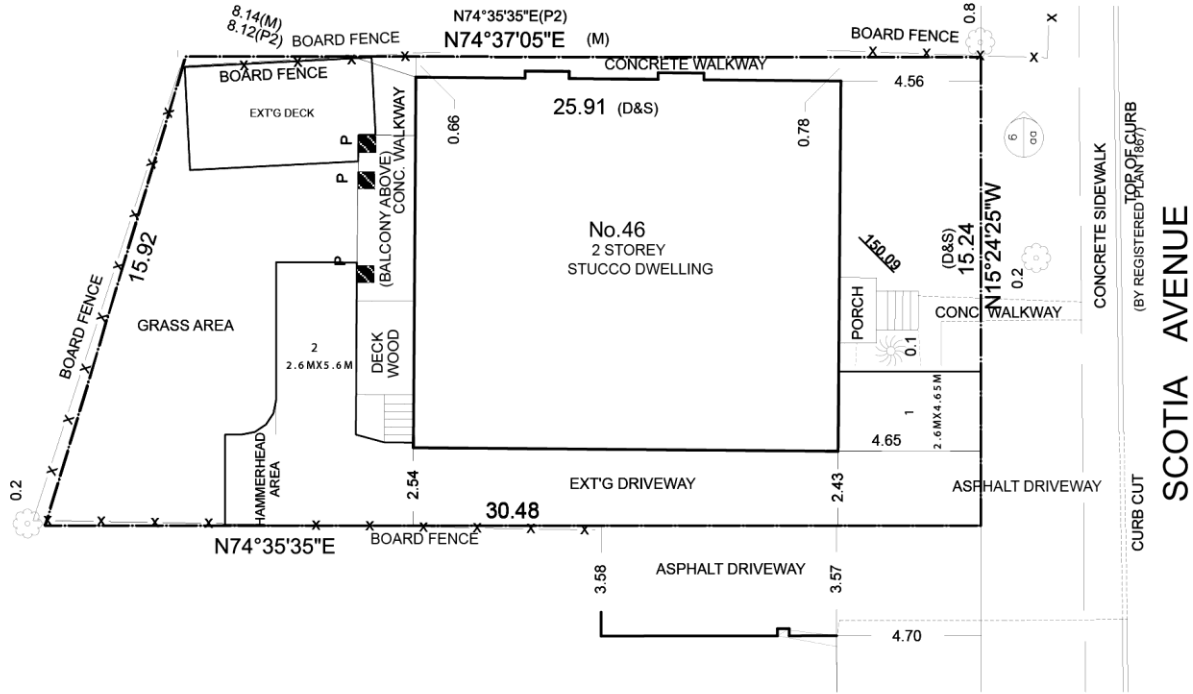 8.14(M)
8.12(P2)
BOARD FENCE
N74°35'35"E(P2)
N74°37'05"E (M)
BOARD FENCE
0.8
BOARD FENCE
CONCRETE WALKWAY
4.56
EXT'G DECK
0.66
25.91 (D&S)
0.78
P
P
P
(BALCONY ABOVE)
CONC. WALKWAY
g
aa
TOP OF CURB
(BY REGISTERED PLAN 1867)
CONCRETE SIDEWALK
N15°24'25"W
15.24
(D&S)
No.46
2 STOREY
STUCCO DWELLING
150.09
15.92
0.2
BOARD FENCE
GRASS AREA
PORCH
CONC. WALKWAY
0.1
2
2.6MX5.6M
DECK
WOOD
SCOTIA AVENUE
1
2.6MX4.65M
4.65
HAMMERHEAD
AREA
0.2
2.54
EXT'G DRIVEWAY
2.43
ASPHALT DRIVEWAY
CURB CUT
30.48
N74°35'35"E
BOARD FENCE
3.58
ASPHALT DRIVEWAY
3.57
4.70